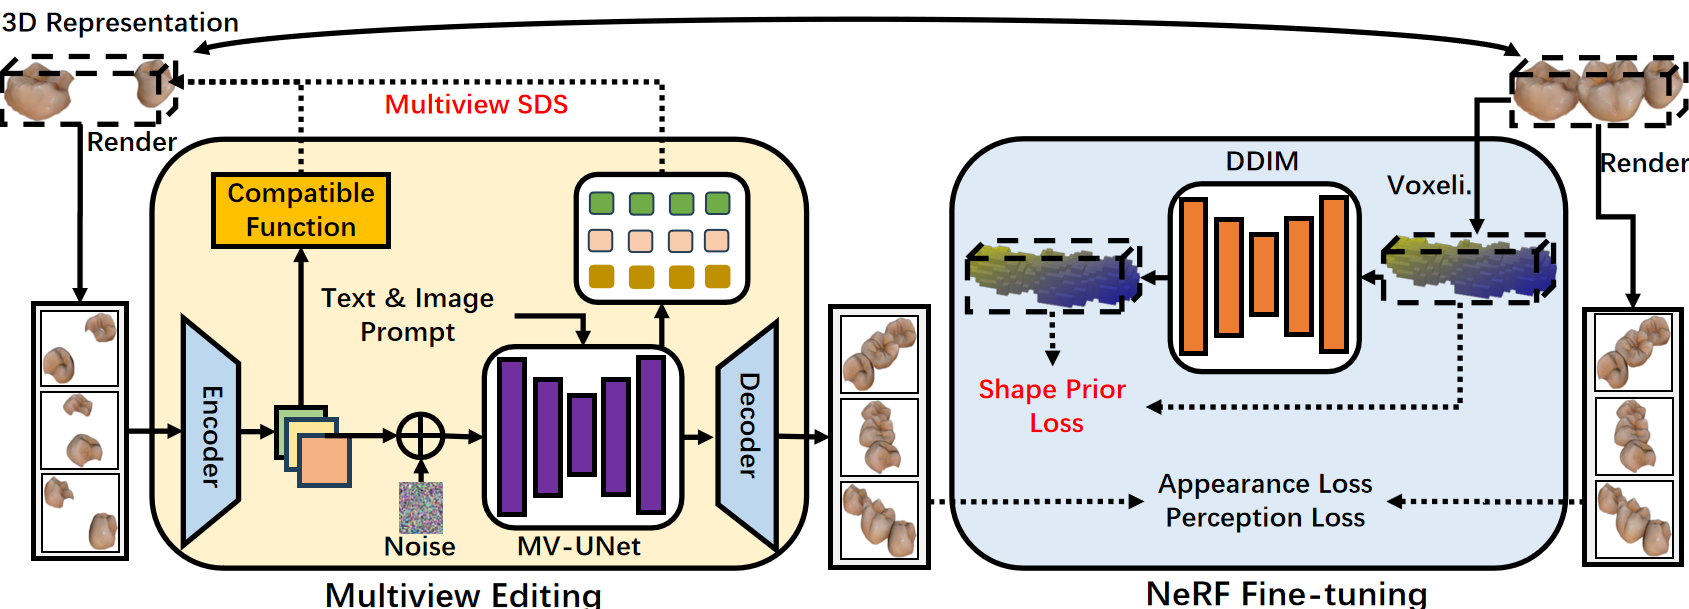 3D Representation
Multiview SDS
Render
Compatible
Function
Text & Image
Prompt
Encoder
Noise
MV-UNet
Decoder
Multiview Editing
DDIM
Voxeli.
Render
Shape Prior
Loss
Appearance Loss
Perception Loss
NeRF Fine-tuning